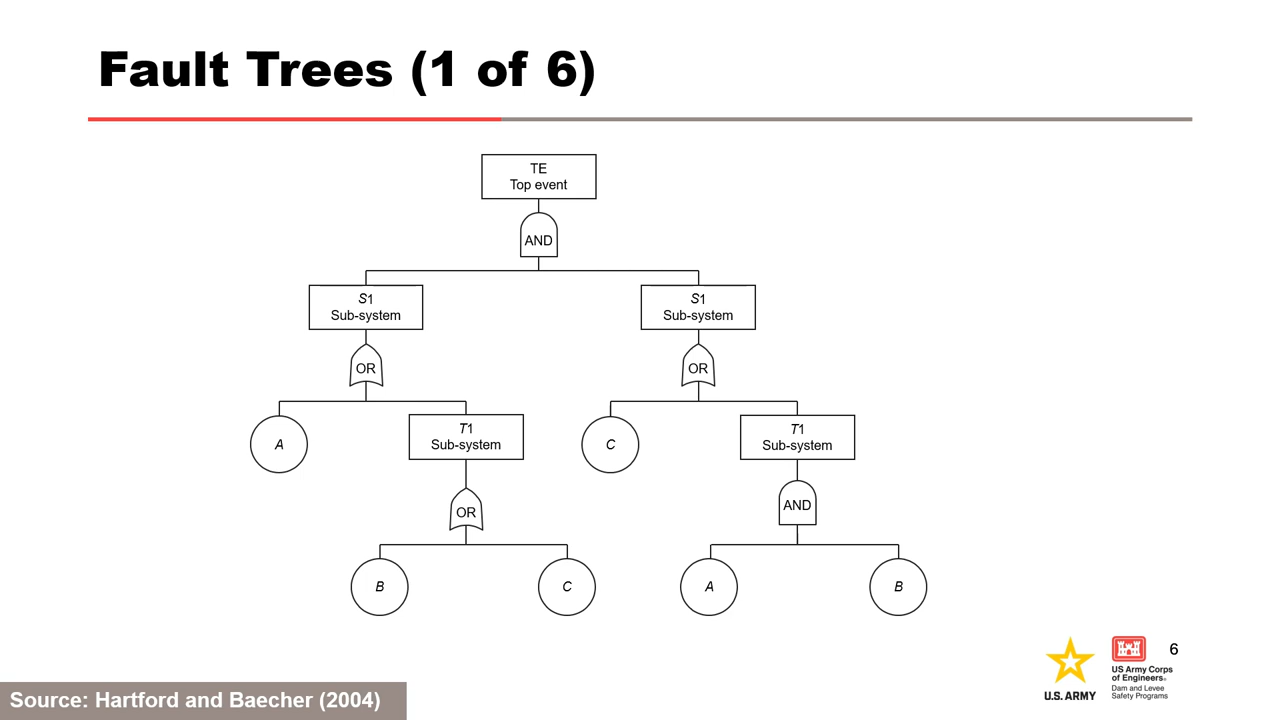 Fault Trees (1 of 6)
TE
Top event
AND
S1
Sub-system
S1
Sub-system
OR
OR
A
T1
Sub-system
C
T1
Sub-system
OR
AND
B
C
A
B
U.S. ARMY
US Army Corps
of Engineers®
Dam and Levee
Safety Programs
6
Source: Hartford and Baecher (2004)